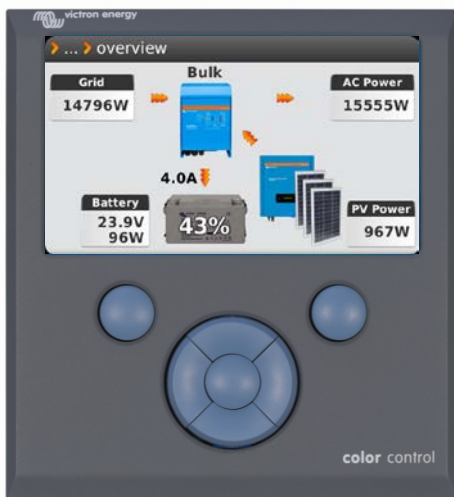 victron energy
> ... > overview
Grid
14796W
Bulk
AC Power
15555W
4.0A
Battery
23.9V
96W
43%
PV Power
967W
color control